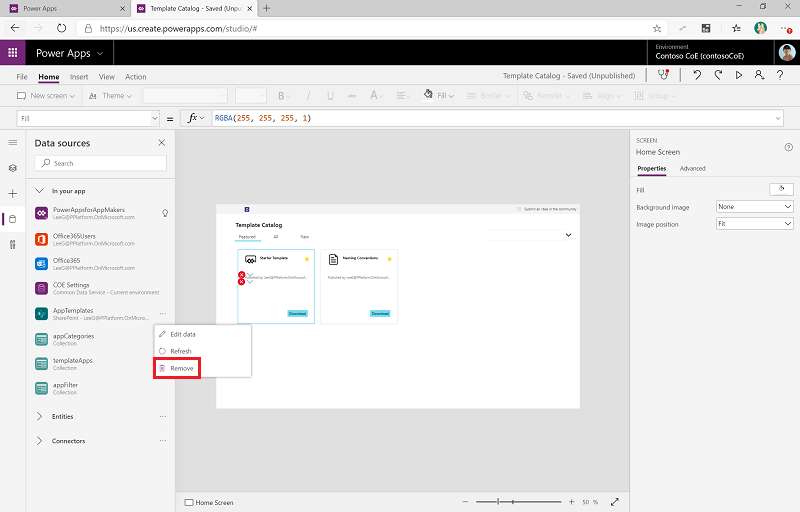 Power Apps
Template Catalog - Saved (Unpu
https://us.create.powerapps.com/studio/#
Power Apps
Environment
Contoso CoE (contosoCoE)
File Home Insert View Action
Template Catalog - Saved (Unpublished)
New screen Theme B / U A Fill Border Reorder Align Group
Fill = fx RGBA(255, 255, 255, 1)
Data sources
Search
In your app
PowerAppsforAppMakers
LeeG@PPlatform.OnMicrosoft.com
Office365Users
LeeG@PPlatform.OnMicrosoft.com
Office365
LeeG@PPlatform.OnMicrosoft.com
COE Settings
Common Data Service - Current environment
AppTemplates
SharePoint - LeeG@PPlatform.OnMicro...
appCategories
Collection
templateApps
Collection
appFilter
Collection
Entities
Connectors
Edit data
Refresh
Remove
Submit an idea in the community
Template Catalog
Featured All New
Starter Template
Published by LeeG@PPlatform.OnMicrosof...
Download
Naming Conventions
Published by LeeG@PPlatform.OnMicrosof...
Download
Home Screen
50 %
SCREEN
Home Screen
Properties Advanced
Fill
Background image None
Image position Fit